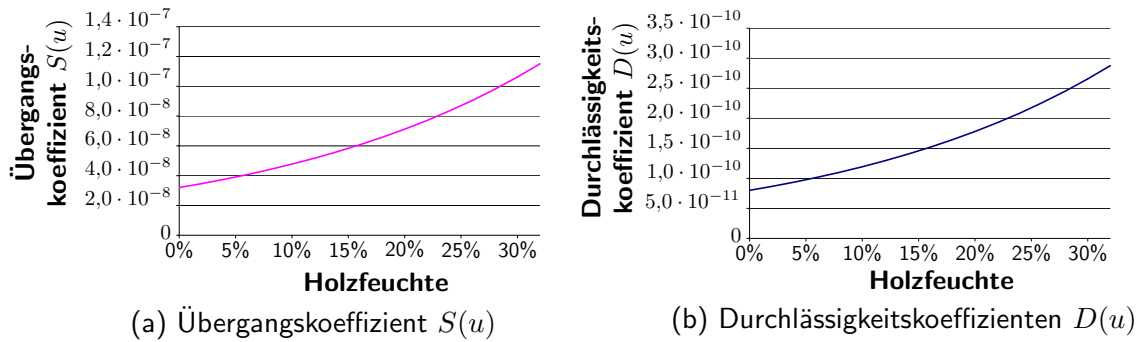 Übergangs-
koeffizient S(u)
1,4 · 10⁻⁷
1,2 · 10⁻⁷
1,0 · 10⁻⁷
8,0 · 10⁻⁸
6,0 · 10⁻⁸
4,0 · 10⁻⁸
2,0 · 10⁻⁸
0
0% 5% 10% 15% 20% 25% 30%
Holzfeuchte
(a) Übergangskoeffizient S(u)
Durchlässigkeits-
koeffizient D(u)
3,5 · 10⁻¹⁰
3,0 · 10⁻¹⁰
2,5 · 10⁻¹⁰
2,0 · 10⁻¹⁰
1,5 · 10⁻¹⁰
1,0 · 10⁻¹⁰
5,0 · 10⁻¹¹
0
0% 5% 10% 15% 20% 25% 30%
Holzfeuchte
(b) Durchlässigkeitskoeffizienten D(u)